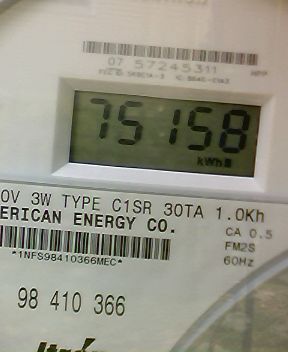 07 57245311
75158
kWh
0V 3W TYPE C1SR 30TA 1.0Kh
ERICAN ENERGY CO.
CA 0.5
FM2S
60Hz
*1NFS98410366MEC*
98 410 366
Itron